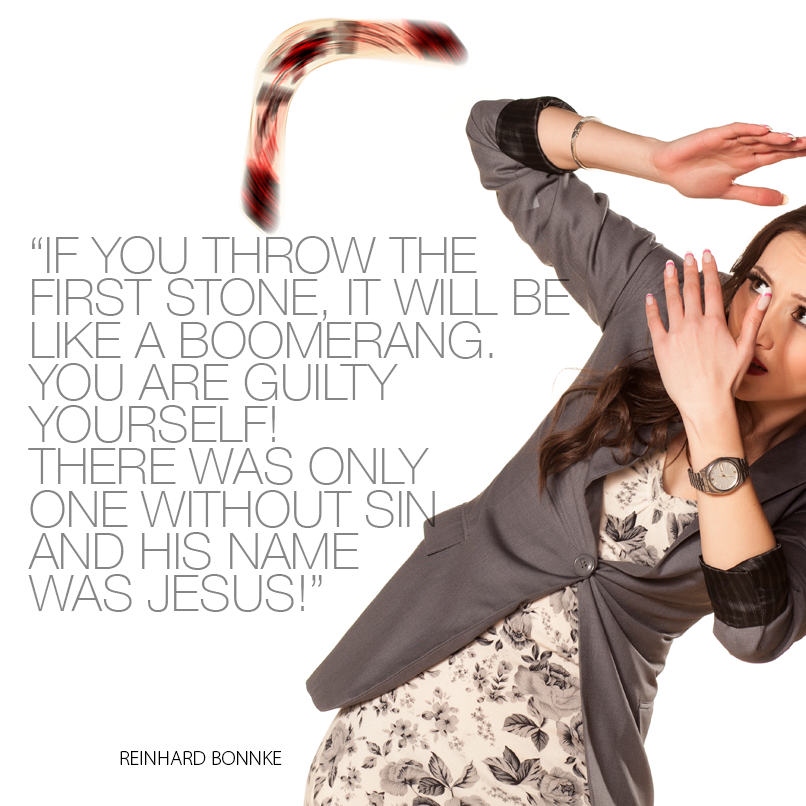 “IF YOU THROW THE
FIRST STONE, IT WILL BE
LIKE A BOOMERANG.
YOU ARE GUILTY
YOURSELF!
THERE WAS ONLY
ONE WITHOUT SIN
AND HIS NAME
WAS JESUS!”
REINHARD BONNKE